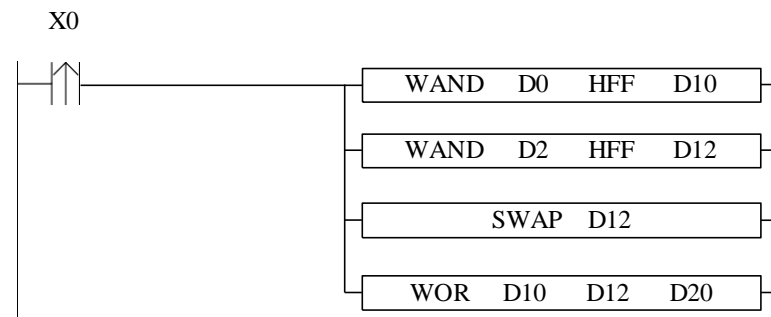 X0
WAND D0 HFF D10
WAND D2 HFF D12
SWAP D12
WOR D10 D12 D20